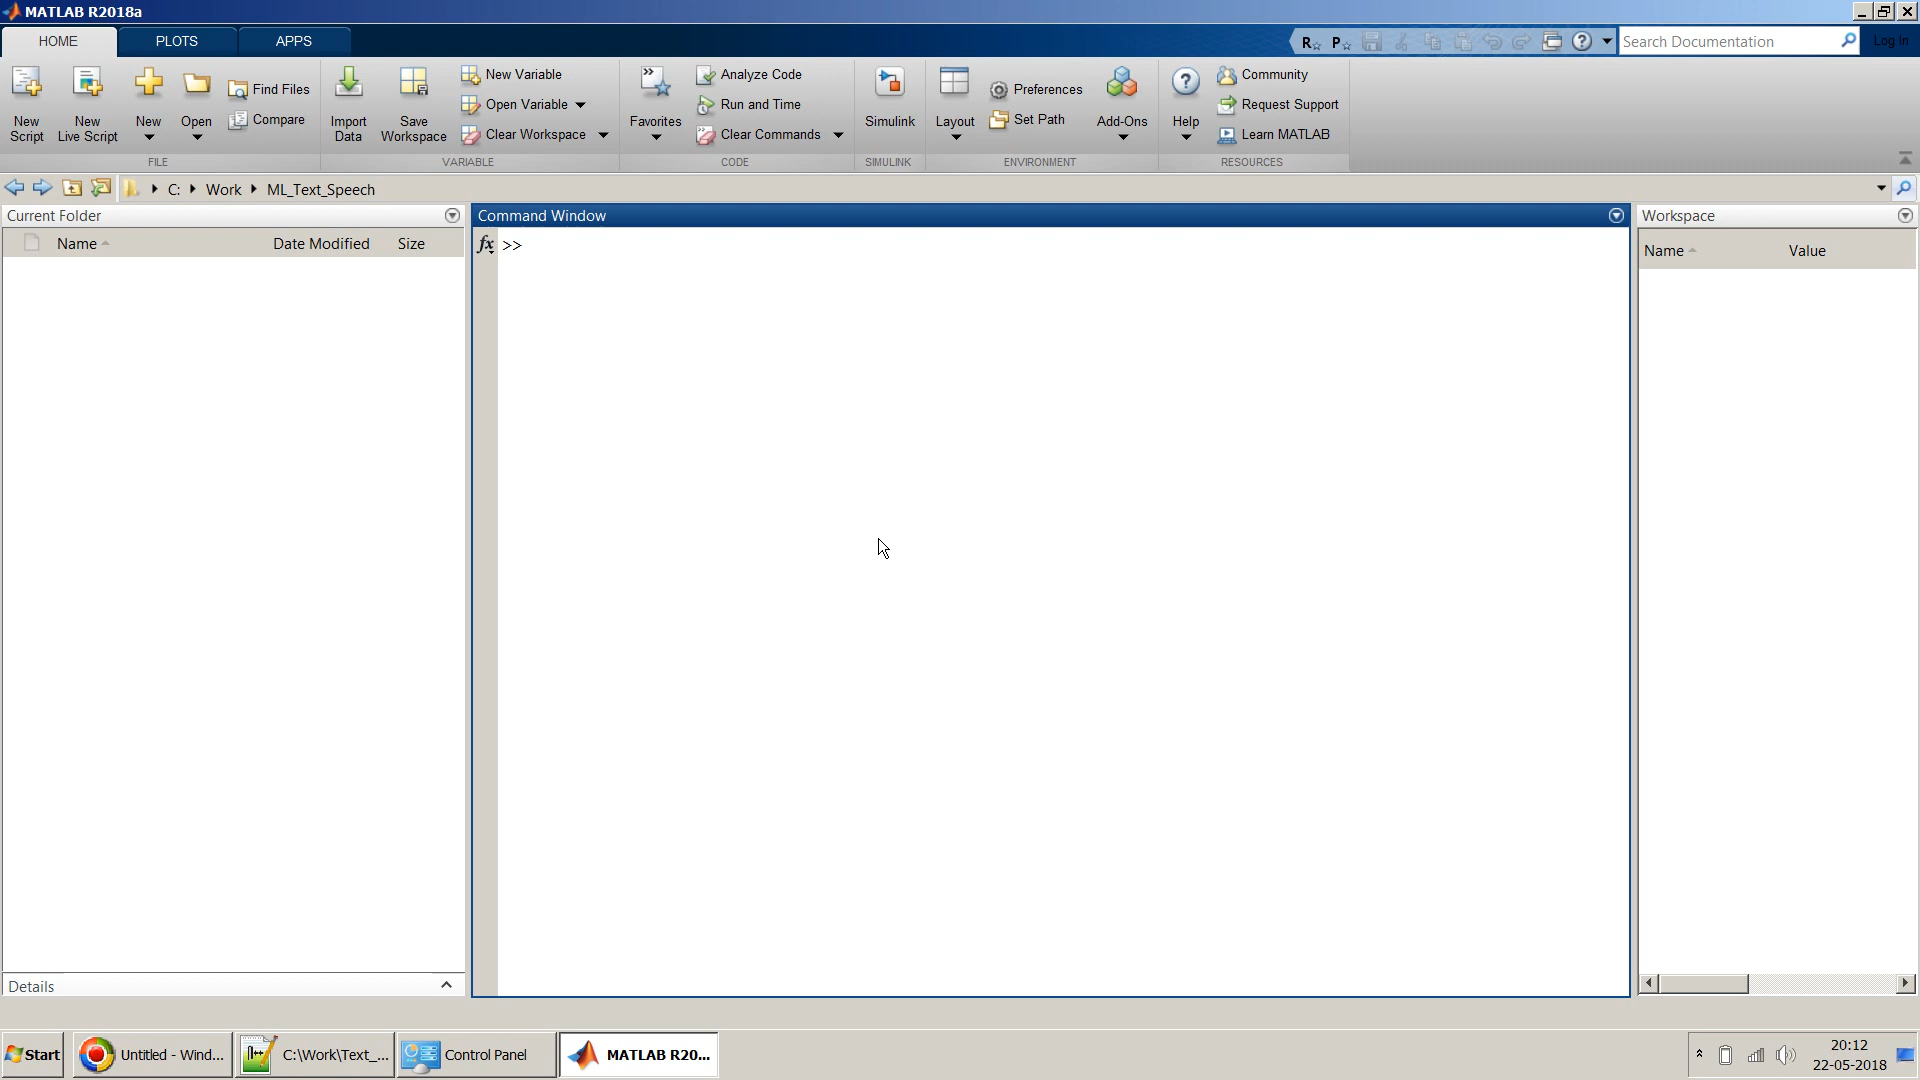 MATLAB R2018a
HOME PLOTS APPS
Search Documentation
Log In
New Script
New Live Script
New
Open
Find Files
Compare
FILE
Import Data
Save Workspace
New Variable
Open Variable
Clear Workspace
VARIABLE
Favorites
Analyze Code
Run and Time
Clear Commands
CODE
Simulink
SIMULINK
Layout
Preferences
Set Path
Add-Ons
ENVIRONMENT
Help
Community
Request Support
Learn MATLAB
RESOURCES
C: Work ML_Text_Speech
Current Folder
Name Date Modified Size
Details
Command Window
fx >>
Workspace
Name Value
Start
Untitled - Wind...
C:\Work\Text_...
Control Panel
MATLAB R20...
20:12
22-05-2018